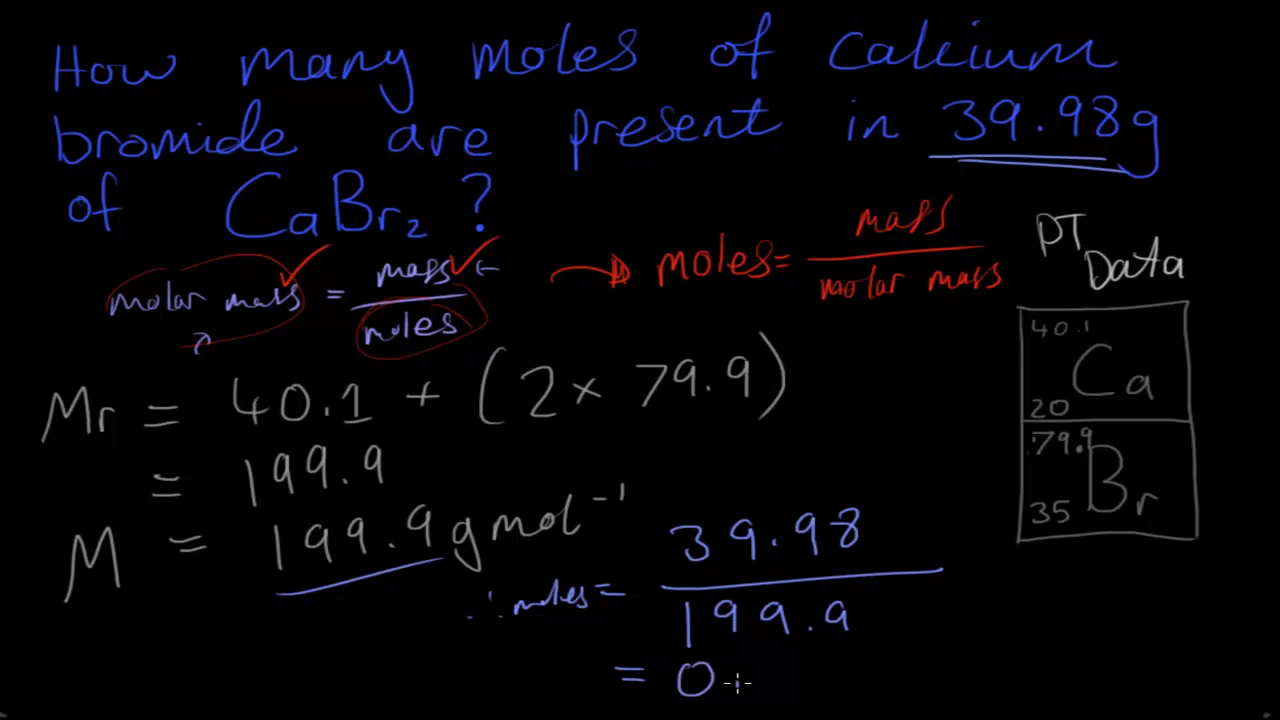 How many moles of calcium
bromide are present in 39.98g
of CaBr₂ ?
molar mass = mass / moles
→ moles = mass / molar mass
PT
Data
40.1
Ca
20
79.9
Br
35
Mr = 40.1 + (2 × 79.9)
= 199.9
M = 199.9 gmol⁻¹
∴ moles = 39.98 / 199.9
= 0